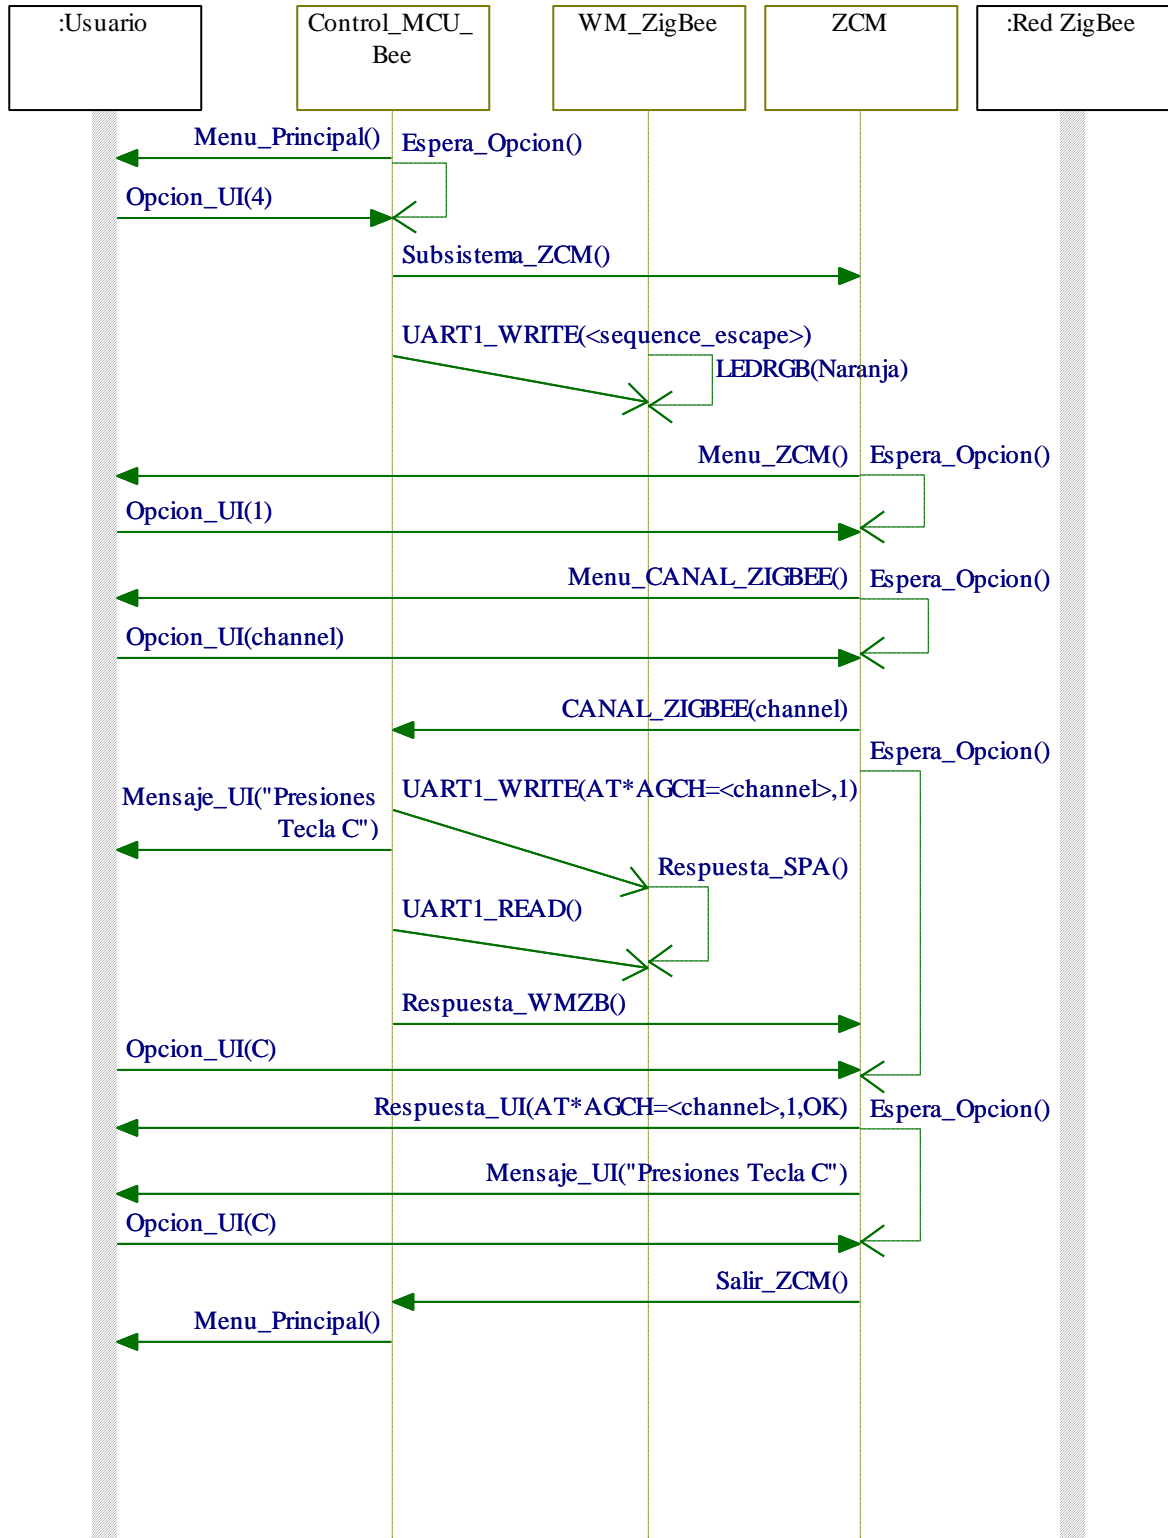 :Usuario
Control_MCU_
Bee
WM_ZigBee
ZCM
:Red ZigBee
Menu_Principal()
Espera_Opcion()
Opcion_UI(4)
Subsistema_ZCM()
UART1_WRITE(<sequence_escape>)
LEDRGB(Naranja)
Menu_ZCM()
Espera_Opcion()
Opcion_UI(1)
Menu_CANAL_ZIGBEE()
Espera_Opcion()
Opcion_UI(channel)
CANAL_ZIGBEE(channel)
Espera_Opcion()
UART1_WRITE(AT*AGCH=<channel>,1)
Mensaje_UI("Presiones
Tecla C")
Respuesta_SPA()
UART1_READ()
Respuesta_WMZB()
Opcion_UI(C)
Respuesta_UI(AT*AGCH=<channel>,1,OK)
Espera_Opcion()
Mensaje_UI("Presiones Tecla C")
Opcion_UI(C)
Salir_ZCM()
Menu_Principal()